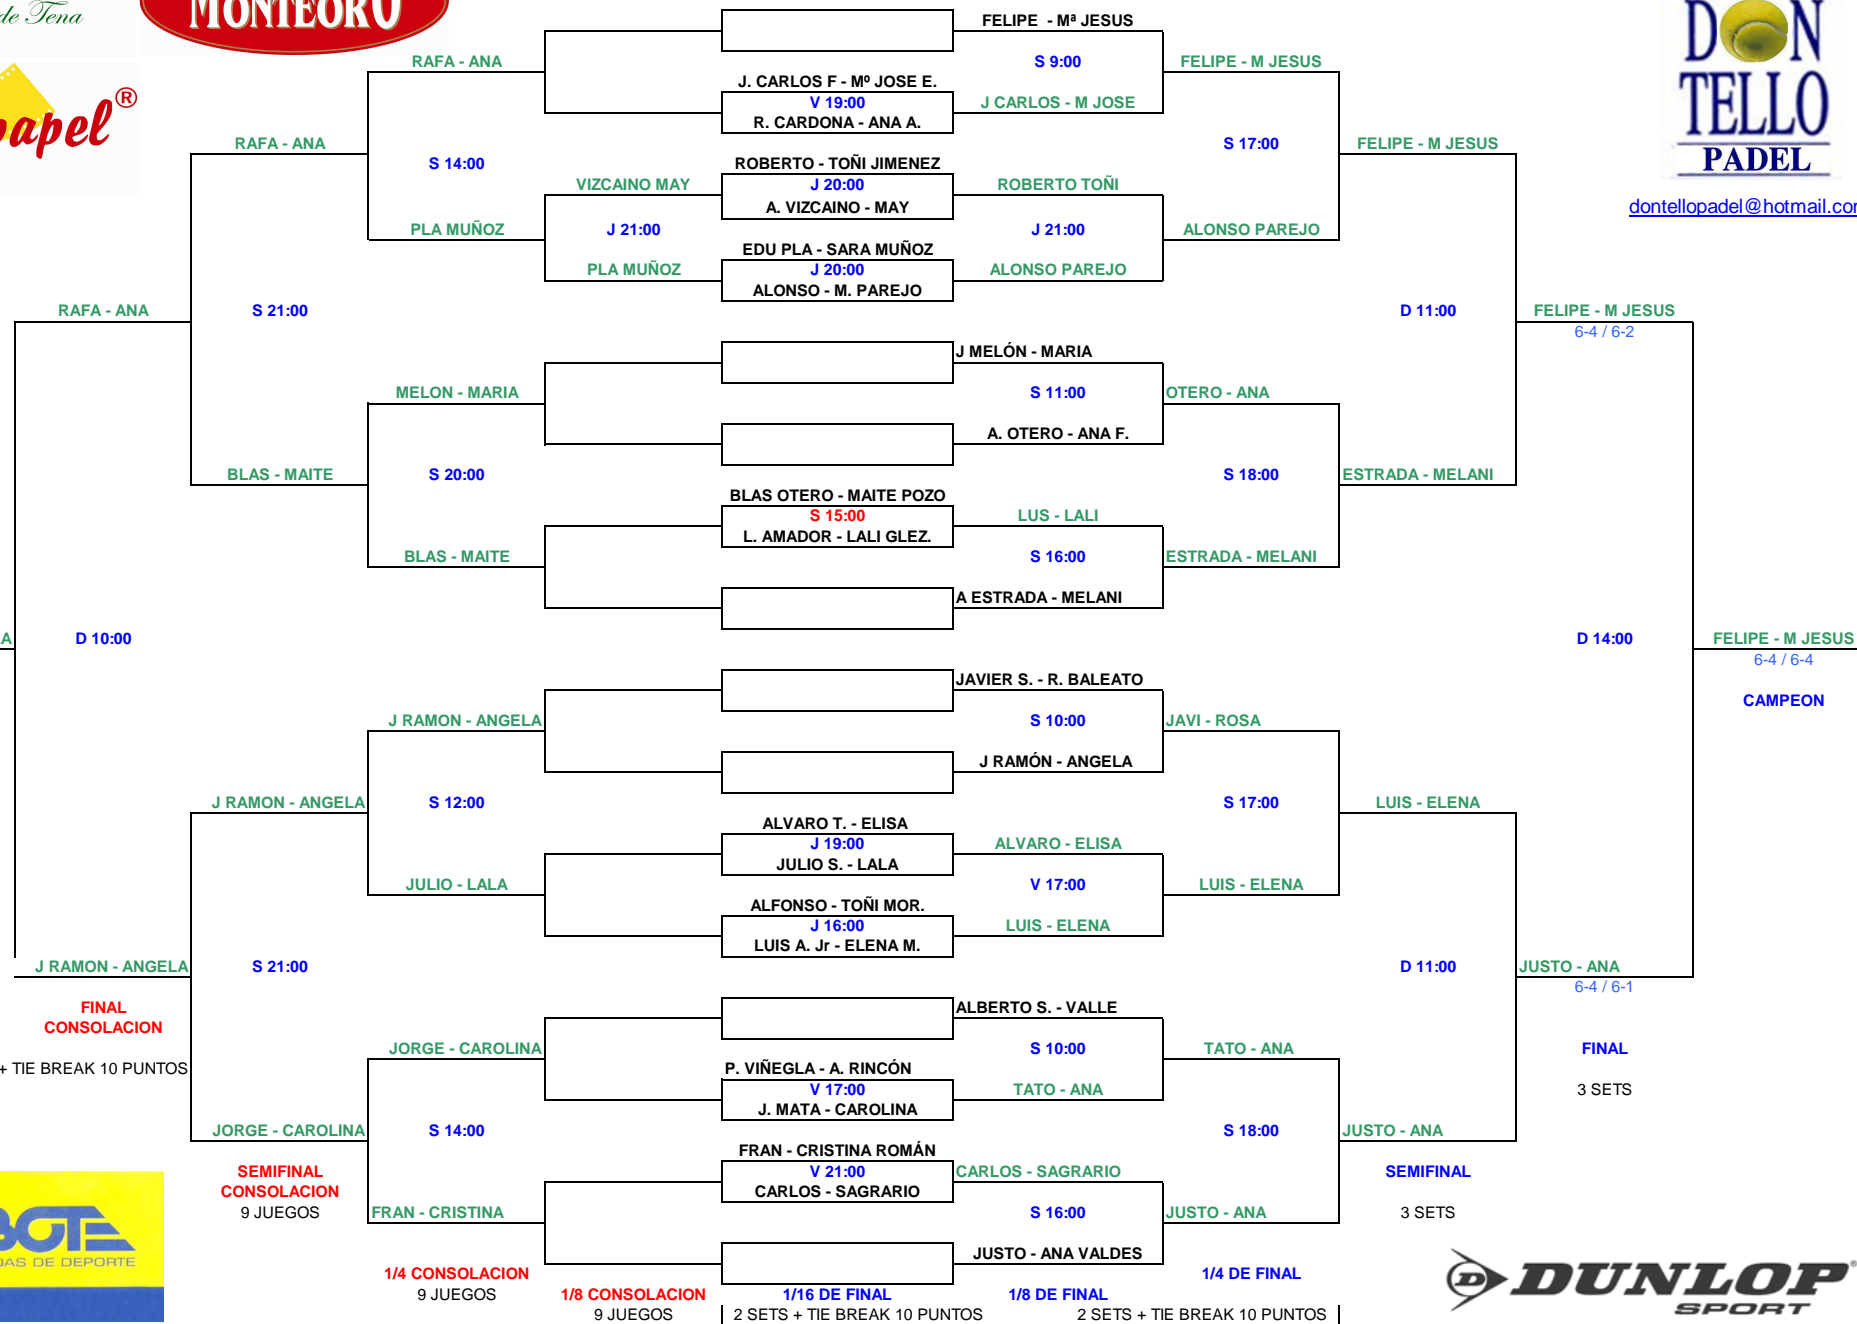 de Tena
MONTEORO
apel®
DON
TELLO
PADEL
dontellopadel@hotmail.co
FELIPE - Mª JESUS
RAFA - ANA
S 9:00
FELIPE - M JESUS
J. CARLOS F - Mº JOSE E.
V 19:00
J CARLOS - M JOSE
R. CARDONA - ANA A.
RAFA - ANA
S 17:00
FELIPE - M JESUS
S 14:00
ROBERTO - TOÑI JIMENEZ
VIZCAINO MAY
J 20:00
ROBERTO TOÑI
A. VIZCAINO - MAY
PLA MUÑOZ
J 21:00
J 21:00
ALONSO PAREJO
EDU PLA - SARA MUÑOZ
PLA MUÑOZ
J 20:00
ALONSO PAREJO
ALONSO - M. PAREJO
RAFA - ANA
S 21:00
D 11:00
FELIPE - M JESUS
6-4 / 6-2
J MELÓN - MARIA
MELON - MARIA
S 11:00
OTERO - ANA
A. OTERO - ANA F.
BLAS - MAITE
S 20:00
S 18:00
ESTRADA - MELANI
BLAS OTERO - MAITE POZO
S 15:00
LUS - LALI
L. AMADOR - LALI GLEZ.
BLAS - MAITE
S 16:00
ESTRADA - MELANI
A ESTRADA - MELANI
A
D 10:00
D 14:00
FELIPE - M JESUS
6-4 / 6-4
CAMPEON
JAVIER S. - R. BALEATO
J RAMON - ANGELA
S 10:00
JAVI - ROSA
J RAMÓN - ANGELA
J RAMON - ANGELA
S 12:00
S 17:00
LUIS - ELENA
ALVARO T. - ELISA
J 19:00
ALVARO - ELISA
JULIO S. - LALA
JULIO - LALA
V 17:00
LUIS - ELENA
ALFONSO - TOÑI MOR.
J 16:00
LUIS - ELENA
LUIS A. Jr - ELENA M.
J RAMON - ANGELA
S 21:00
D 11:00
JUSTO - ANA
6-4 / 6-1
FINAL
CONSOLACION
ALBERTO S. - VALLE
JORGE - CAROLINA
S 10:00
TATO - ANA
FINAL
+ TIE BREAK 10 PUNTOS
P. VIÑEGLA - A. RINCÓN
V 17:00
TATO - ANA
3 SETS
J. MATA - CAROLINA
JORGE - CAROLINA
S 14:00
S 18:00
JUSTO - ANA
FRAN - CRISTINA ROMÁN
SEMIFINAL
CONSOLACION
9 JUEGOS
V 21:00
CARLOS - SAGRARIO
SEMIFINAL
CARLOS - SAGRARIO
FRAN - CRISTINA
S 16:00
JUSTO - ANA
3 SETS
JUSTO - ANA VALDES
BOTE
DAS DE DEPORTE
1/4 CONSOLACION
9 JUEGOS
1/4 DE FINAL
1/8 CONSOLACION
9 JUEGOS
1/16 DE FINAL
1/8 DE FINAL
2 SETS + TIE BREAK 10 PUNTOS
2 SETS + TIE BREAK 10 PUNTOS
DUNLOP
SPORT